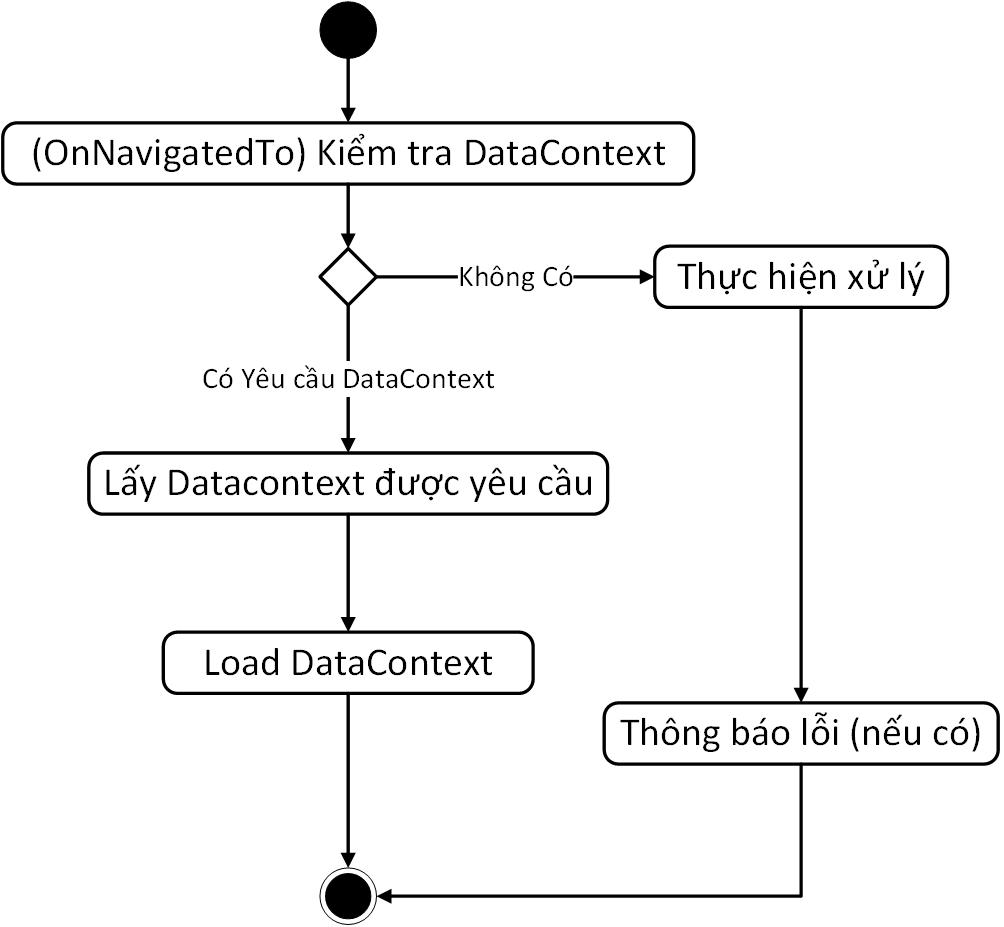 (OnNavigatedTo) Kiểm tra DataContext
Không Có
Thực hiện xử lý
Có Yêu cầu DataContext
Lấy Datacontext được yêu cầu
Load DataContext
Thông báo lỗi (nếu có)